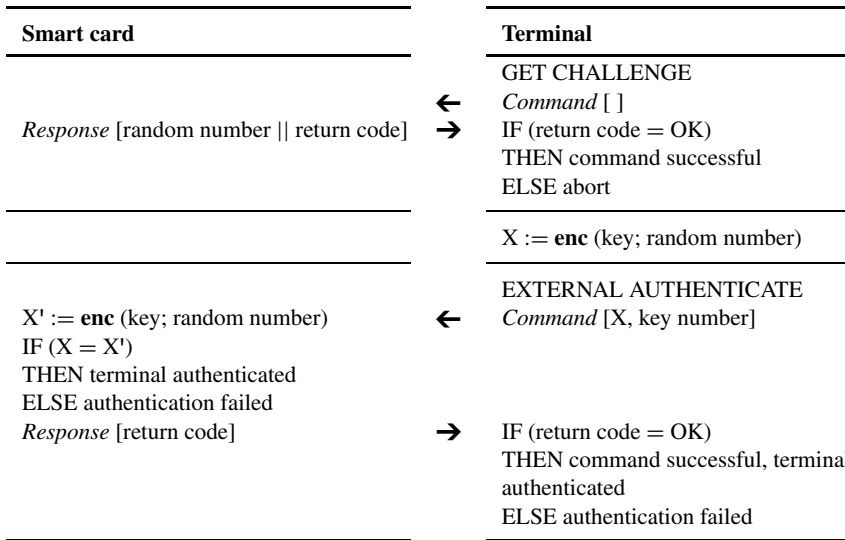 Smart card Terminal
GET CHALLENGE
← Command [ ]
Response [random number || return code] → IF (return code = OK)
THEN command successful
ELSE abort
X := enc (key; random number)
EXTERNAL AUTHENTICATE
X' := enc (key; random number) ← Command [X, key number]
IF (X = X')
THEN terminal authenticated
ELSE authentication failed
Response [return code] → IF (return code = OK)
THEN command successful, terminal
authenticated
ELSE authentication failed